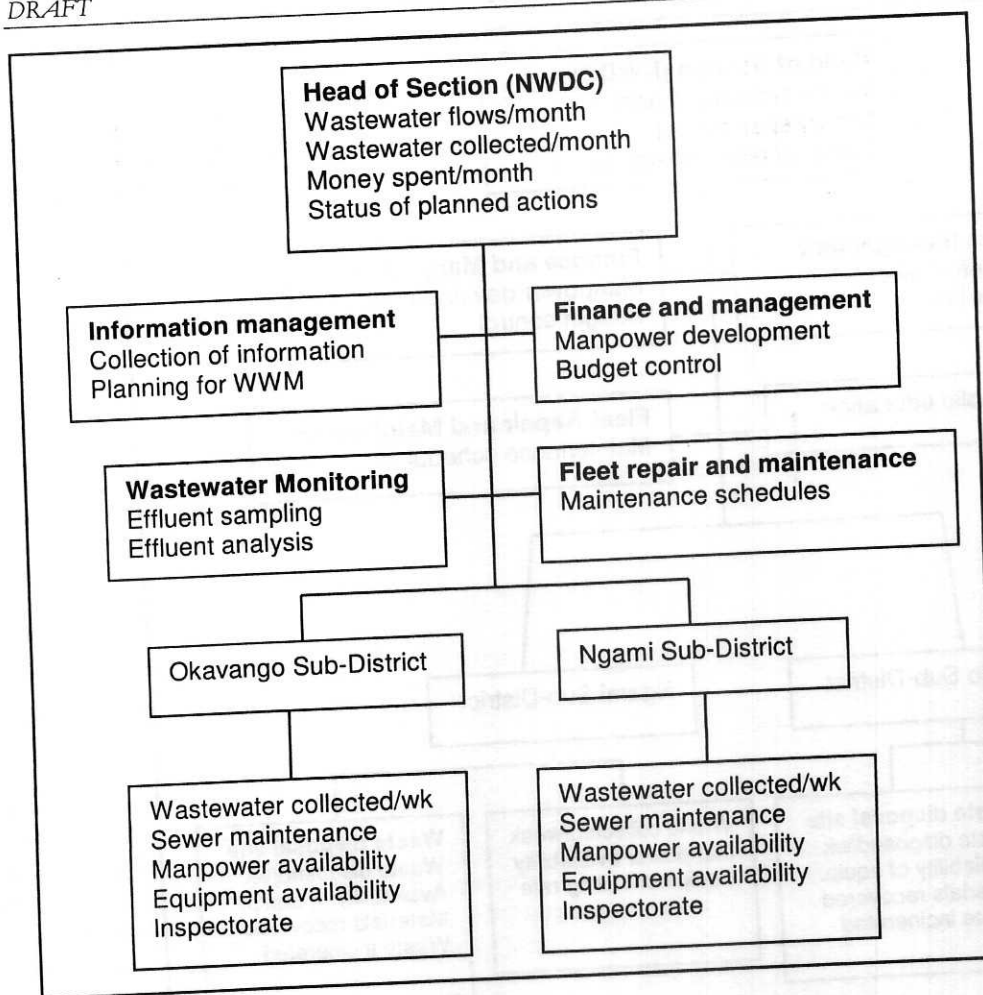 DRAFT
Head of Section (NWDC)
Wastewater flows/month
Wastewater collected/month
Money spent/month
Status of planned actions
Information management
Collection of information
Planning for WWM
Finance and management
Manpower development
Budget control
Wastewater Monitoring
Effluent sampling
Effluent analysis
Fleet repair and maintenance
Maintenance schedules
Okavango Sub-District
Ngami Sub-District
Wastewater collected/wk
Sewer maintenance
Manpower availability
Equipment availability
Inspectorate
Wastewater collected/wk
Sewer maintenance
Manpower availability
Equipment availability
Inspectorate